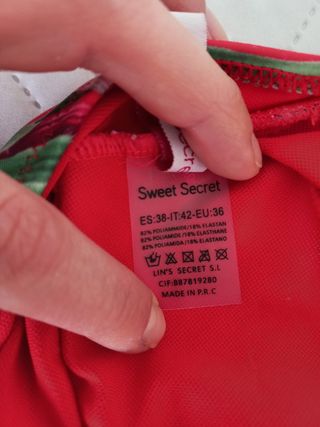 Sweet Secret
ES:38-IT:42-EU:36
82% POLIAMMIDE/18% ELASTAN
82% POLIAMIDE/18% ELASTHANE
82% POLIAMIDA/18% ELASTANO
LIN'S SECRET S.L
CIF:B87819280
MADE IN P.R.C